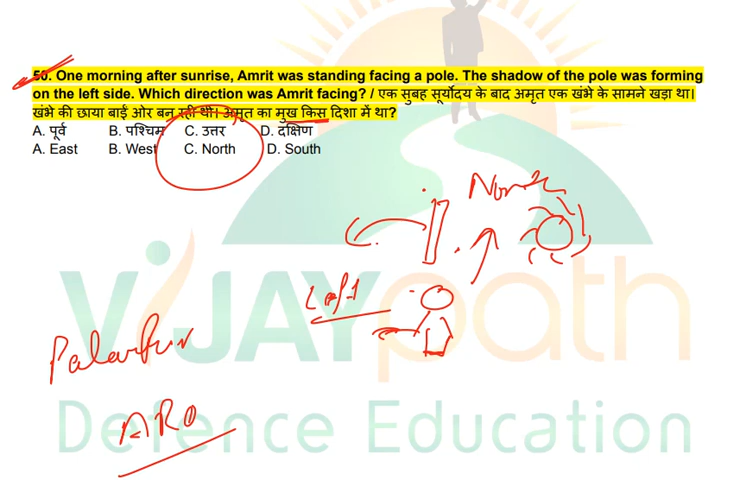 50. One morning after sunrise, Amrit was standing facing a pole. The shadow of the pole was forming
on the left side. Which direction was Amrit facing? / एक सुबह सूर्योदय के बाद अमृत एक खंभे के सामने खड़ा था।
खंभे की छाया बाईं ओर बन रही थी। अमृत का मुख किस दिशा में था?
A. पूर्व B. पश्चिम C. उत्तर D. दक्षिण
A. East B. West C. North D. South
North
Left
ARO
VIJAYpath
Defence Education